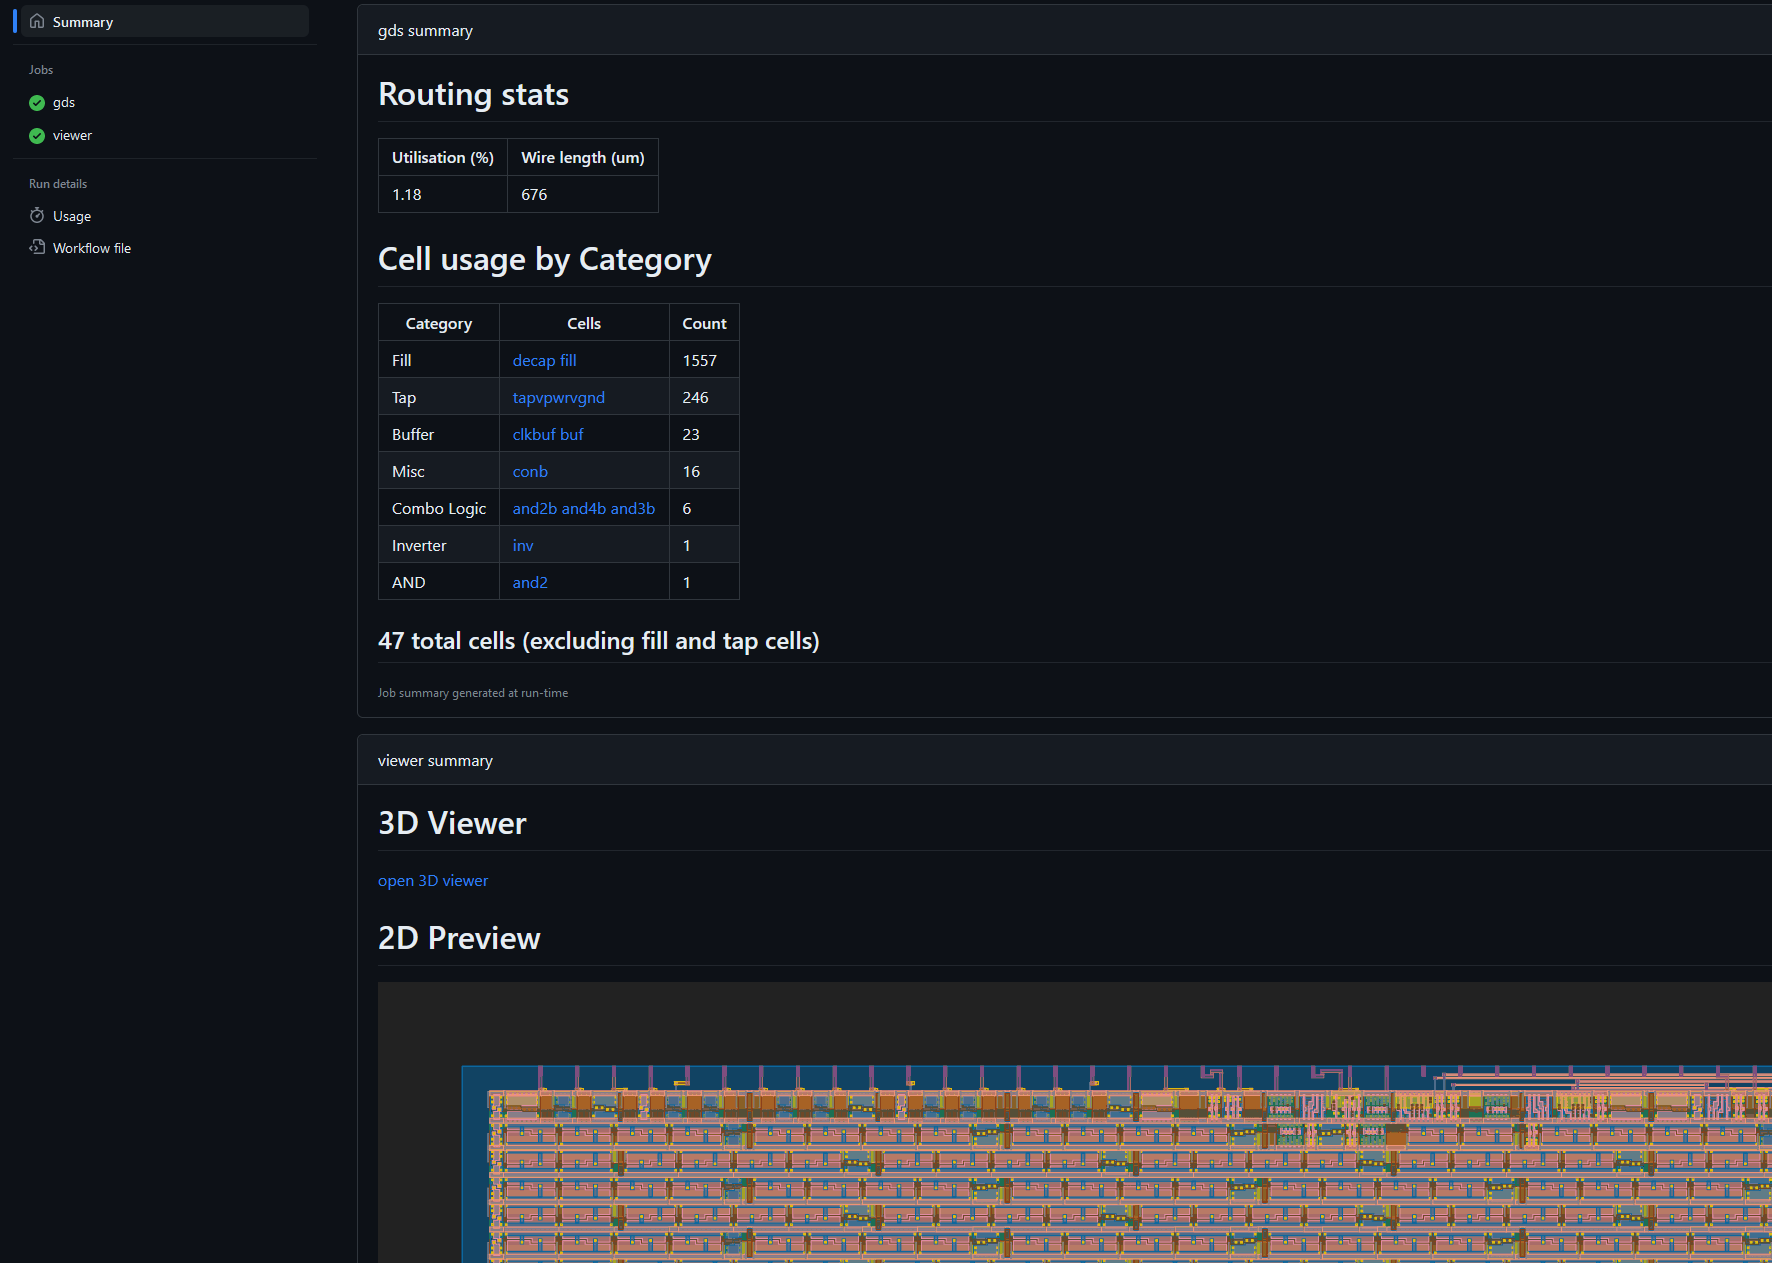 Summary
Jobs
gds
viewer
Run details
Usage
Workflow file
gds summary
Routing stats
Utilisation (%) Wire length (um)
1.18 676
Cell usage by Category
Category Cells Count
Fill decap fill 1557
Tap tapvpwrvgnd 246
Buffer clkbuf buf 23
Misc conb 16
Combo Logic and2b and4b and3b 6
Inverter inv 1
AND and2 1
47 total cells (excluding fill and tap cells)
Job summary generated at run-time
viewer summary
3D Viewer
open 3D viewer
2D Preview